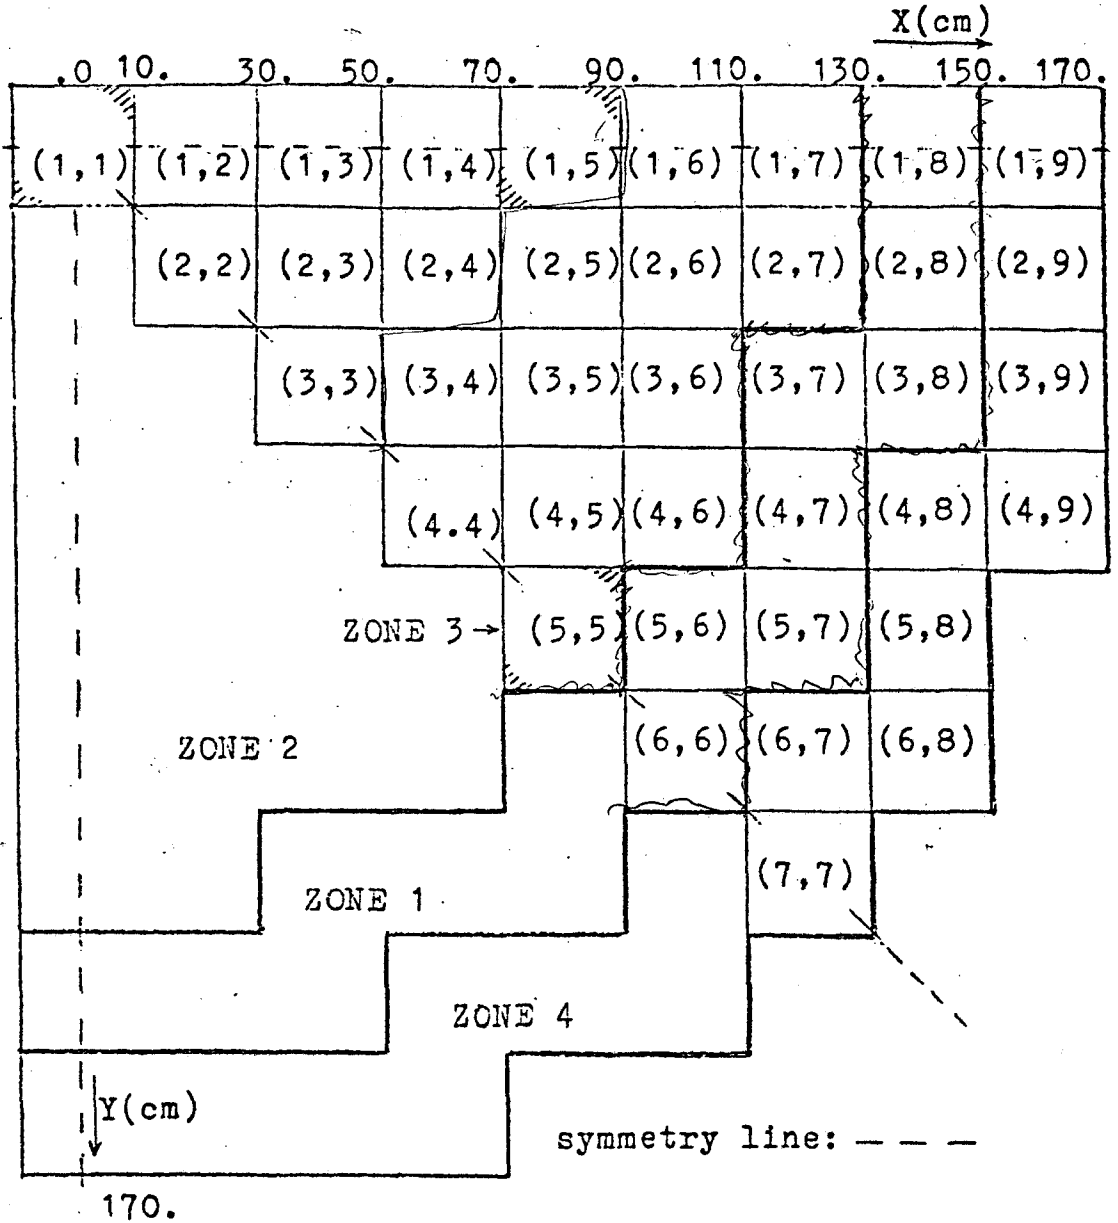 X(cm)
.0 10. 30. 50. 70. 90. 110. 130. 150. 170.
(1,1) (1,2) (1,3) (1,4) (1,5) (1,6) (1,7) (1,8) (1,9)
(2,2) (2,3) (2,4) (2,5) (2,6) (2,7) (2,8) (2,9)
(3,3) (3,4) (3,5) (3,6) (3,7) (3,8) (3,9)
(4.4) (4,5) (4,6) (4,7) (4,8) (4,9)
ZONE 3 → (5,5) (5,6) (5,7) (5,8)
ZONE 2 (6,6) (6,7) (6,8)
ZONE 1 (7,7)
ZONE 4
Y(cm)
symmetry line: — — —
170.